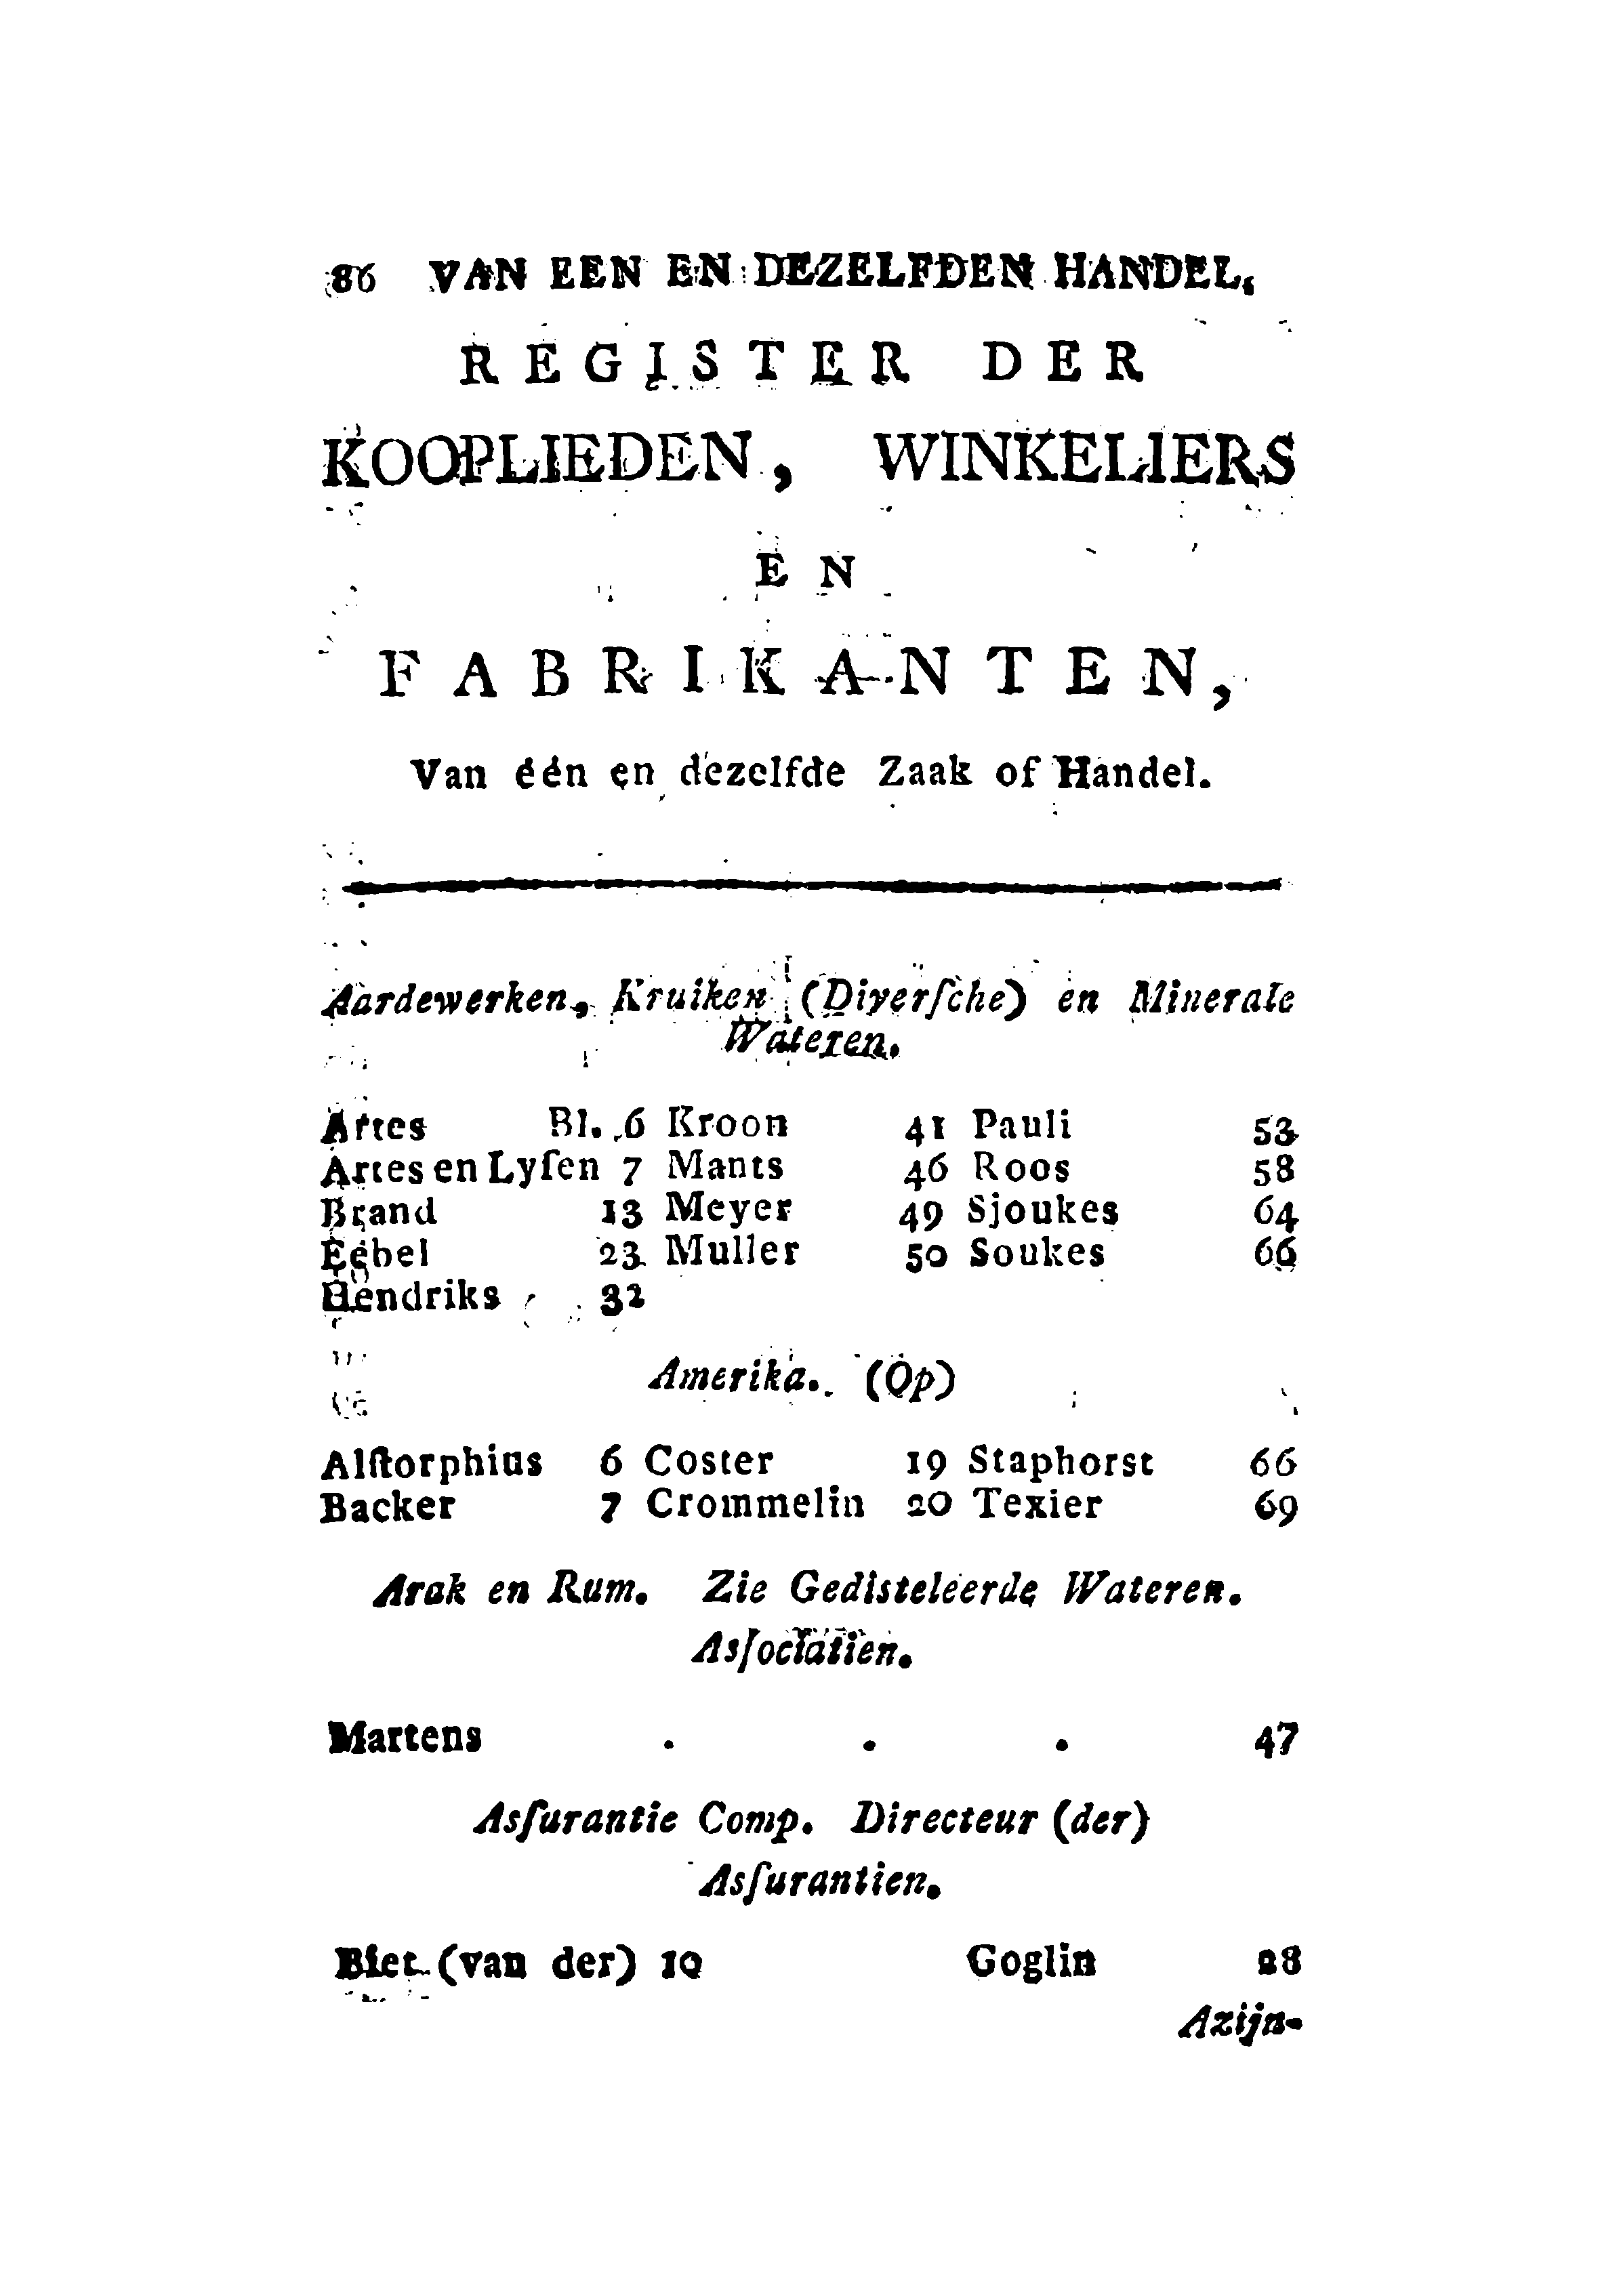 86 VAN EEN EN DEZELFDEN HANDEL.
REGISTER DER
KOOPLIEDEN, WINKELIERS
EN
FABRIKANTEN,
Van één en dezelfde Zaak of Handel.
Aardewerken, Kruiken (Diverſche) en Minerale
Wateren.
Artes Bl. 6 Kroon 41 Pauli 53
Artes en Lyſen 7 Mants 46 Roos 58
Brand 13 Meyer 49 Sjoukes 64
Eebel 23 Muller 50 Soukes 66
Hendriks 32
Amerika. (Op)
Alſtorphius 6 Coster 19 Staphorst 66
Backer 7 Crommelin 20 Texier 69
Arak en Rum. Zie Gedisteleerde Wateren.
Asſociatien.
Martens . . . 47
Asſurantie Comp. Directeur (der)
Asſurantien.
Biet (van der) 10 Goglin 28
Azijn-